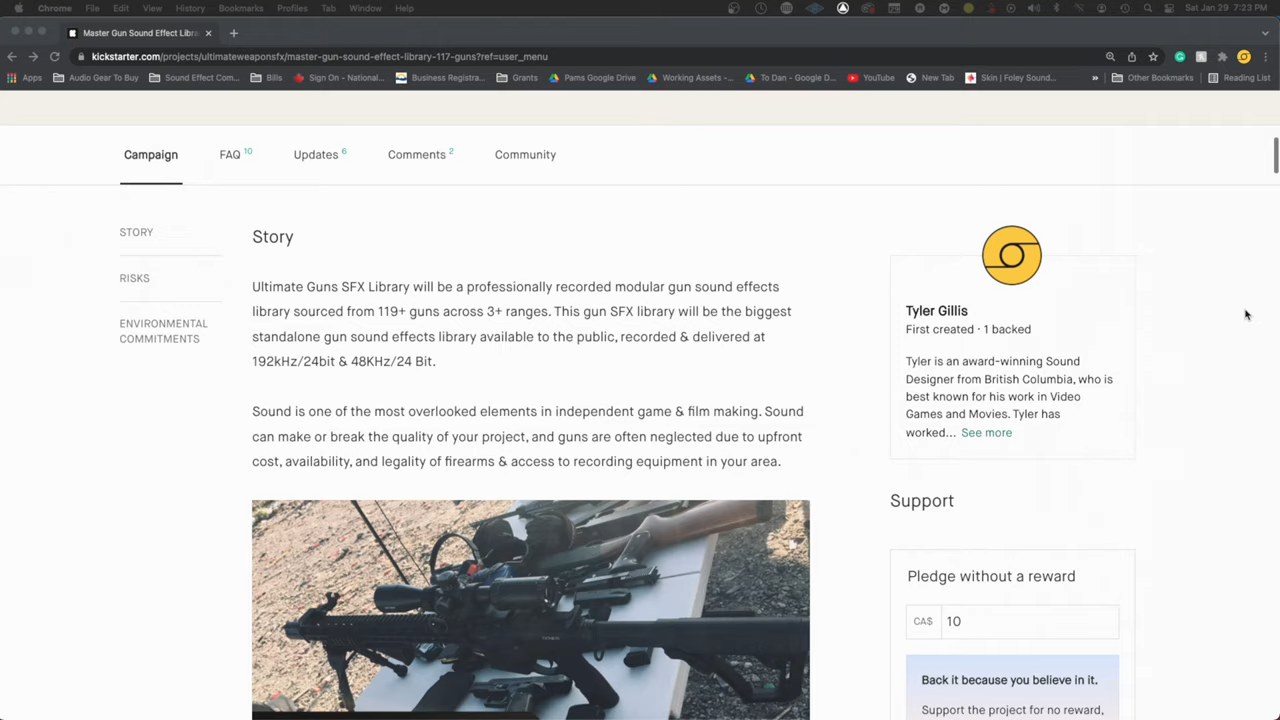 Chrome File Edit View History Bookmarks Profiles Tab Window Help
Sat Jan 29 7:23 PM
Master Gun Sound Effect Libra
kickstarter.com/projects/ultimateweaponsfx/master-gun-sound-effect-library-117-guns?ref=user_menu
Apps Audio Gear To Buy Sound Effect Com... Bills Sign On - National... Business Registra... Grants Pams Google Drive Working Assets -... To Dan - Google D... YouTube New Tab Skin | Foley Soun... » Other Bookmarks Reading List
Campaign FAQ 10 Updates 6 Comments 2 Community
STORY
RISKS
ENVIRONMENTAL
COMMITMENTS
Story
Ultimate Guns SFX Library will be a professionally recorded modular gun sound effects
library sourced from 119+ guns across 3+ ranges. This gun SFX library will be the biggest
standalone gun sound effects library available to the public, recorded & delivered at
192kHz/24bit & 48KHz/24 Bit.
Sound is one of the most overlooked elements in independent game & film making. Sound
can make or break the quality of your project, and guns are often neglected due to upfront
cost, availability, and legality of firearms & access to recording equipment in your area.
Tyler Gillis
First created · 1 backed
Tyler is an award-winning Sound
Designer from British Columbia, who is
best known for his work in Video
Games and Movies. Tyler has
worked... See more
Support
Pledge without a reward
CA$ 10
Back it because you believe in it.
Support the project for no reward,